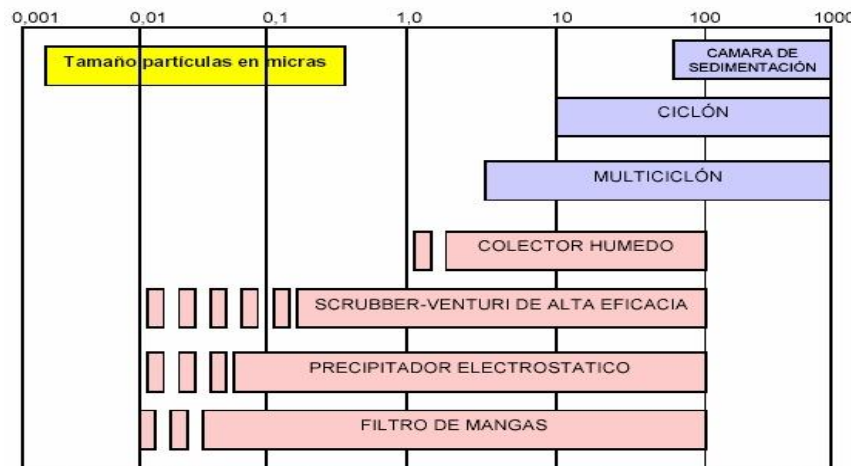 0,001 0,01 0,1 1,0 10 100 1000
Tamaño partículas en micras
CAMARA DE
SEDIMENTACIÓN
CICLÓN
MULTICICLÓN
COLECTOR HUMEDO
SCRUBBER-VENTURI DE ALTA EFICACIA
PRECIPITADOR ELECTROSTATICO
FILTRO DE MANGAS